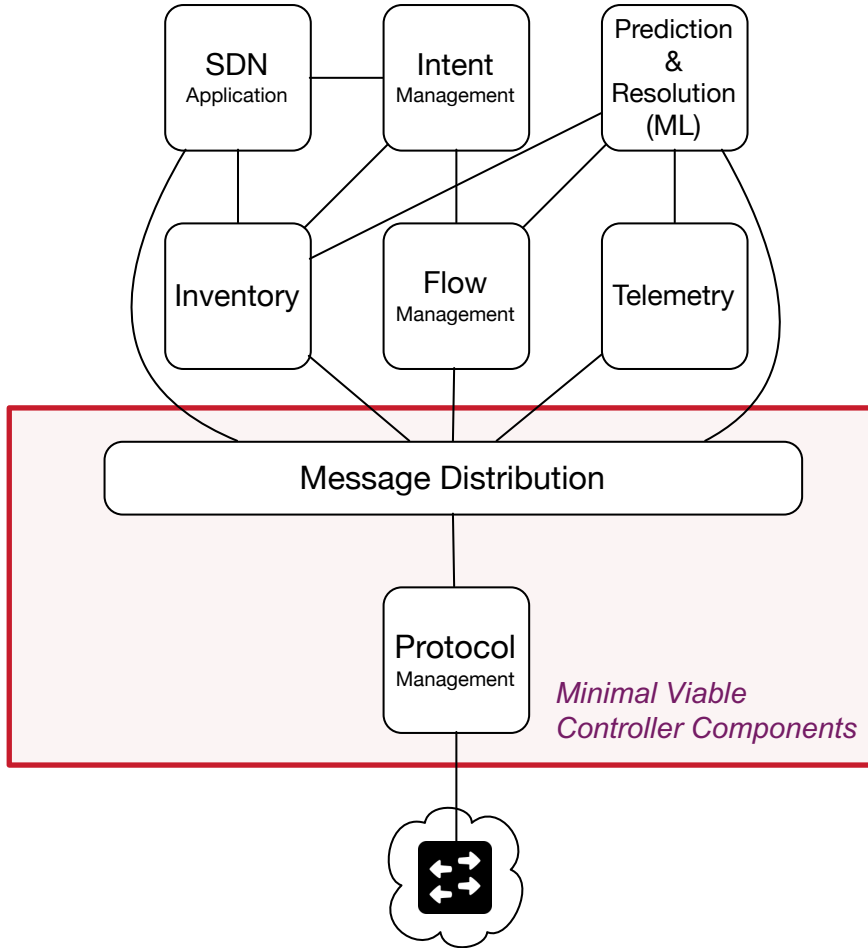 SDN
Application
Intent
Management
Prediction
&
Resolution
(ML)
Inventory
Flow
Management
Telemetry
Message Distribution
Protocol
Management
Minimal Viable
Controller Components